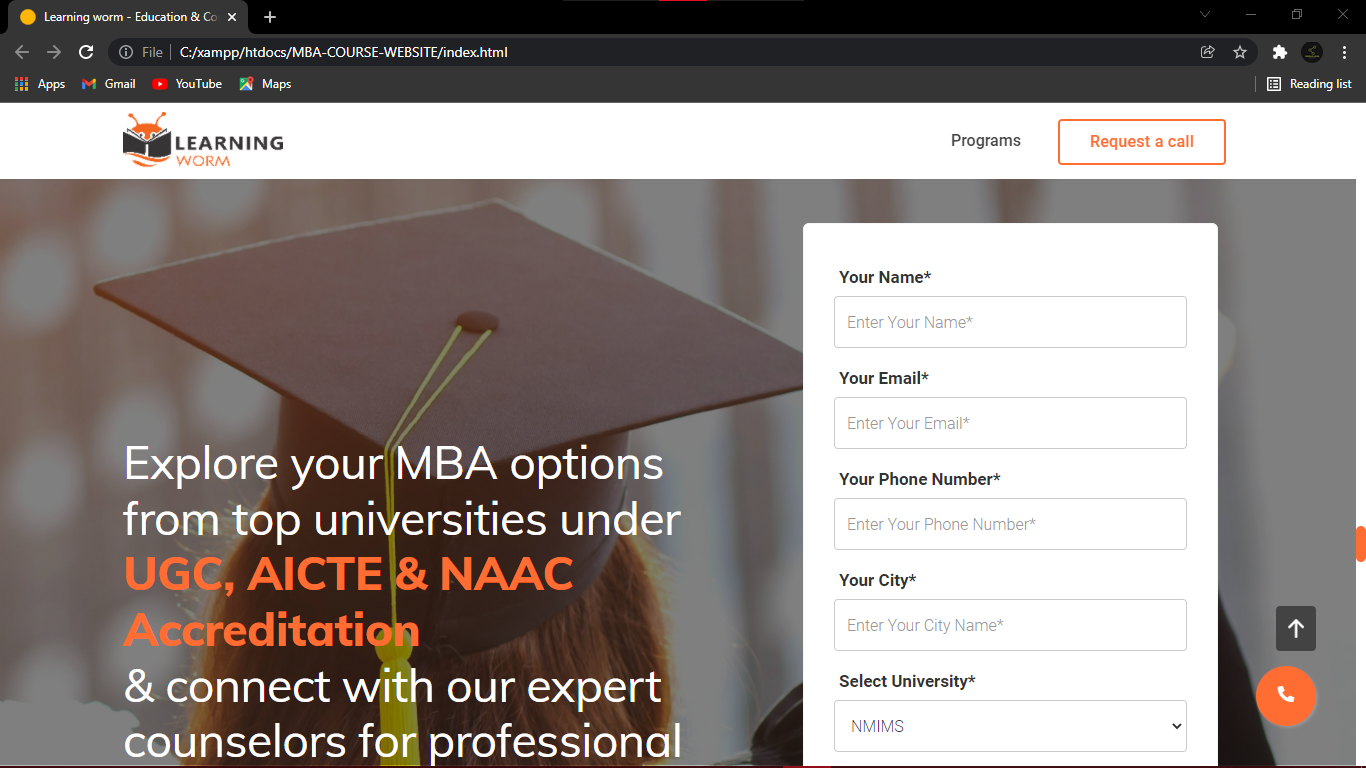 Learning worm - Education & Co
File
C:/xampp/htdocs/MBA-COURSE-WEBSITE/index.html
Apps Gmail YouTube Maps Reading list
LEARNING
WORM
Programs Request a call
Explore your MBA options
from top universities under
UGC, AICTE & NAAC
Accreditation
& connect with our expert
counselors for professional
Your Name*
Enter Your Name*
Your Email*
Enter Your Email*
Your Phone Number*
Enter Your Phone Number*
Your City*
Enter Your City Name*
Select University*
NMIMS